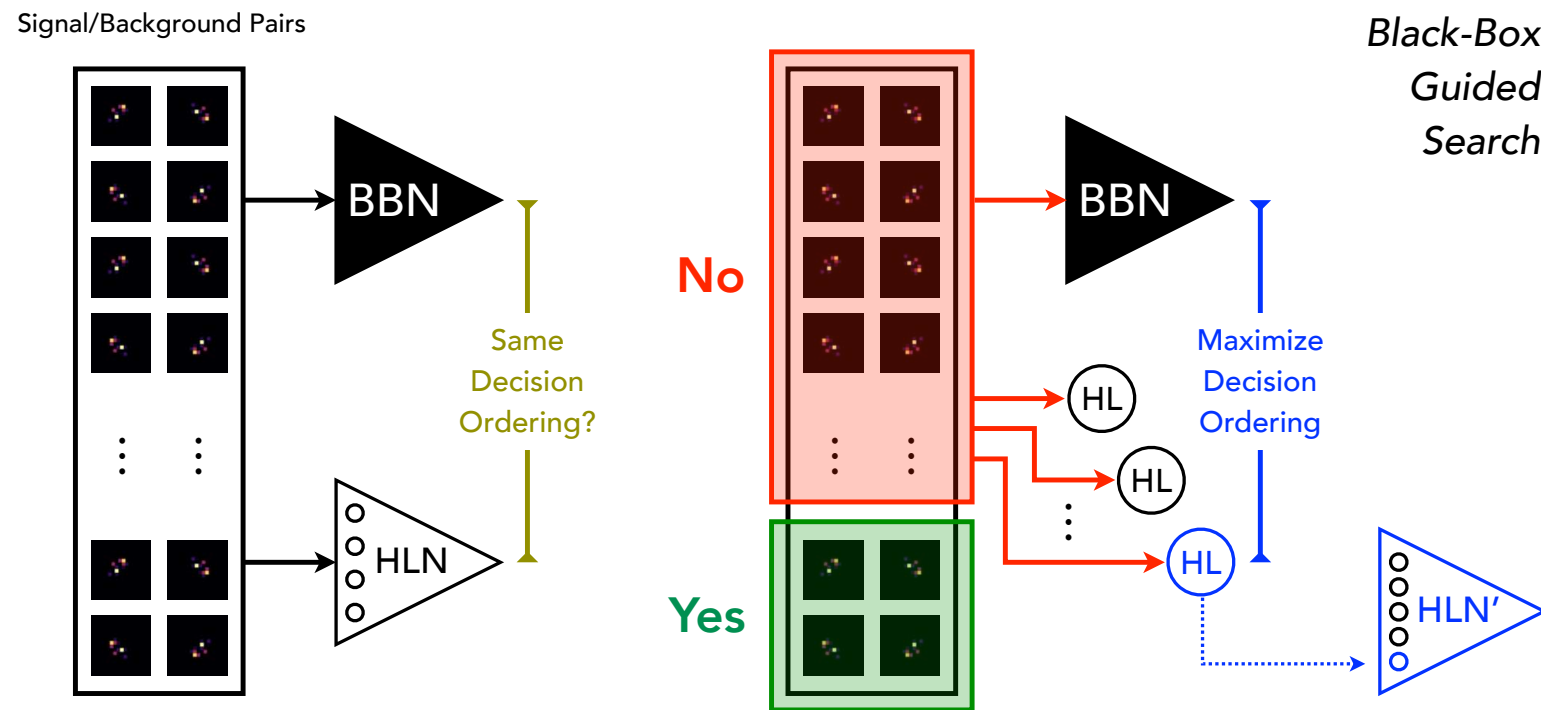 Signal/Background Pairs
BBN
Same
Decision
Ordering?
HLN
No
Yes
BBN
HL
HL
HL
Maximize
Decision
Ordering
HLN’
Black-Box
Guided
Search